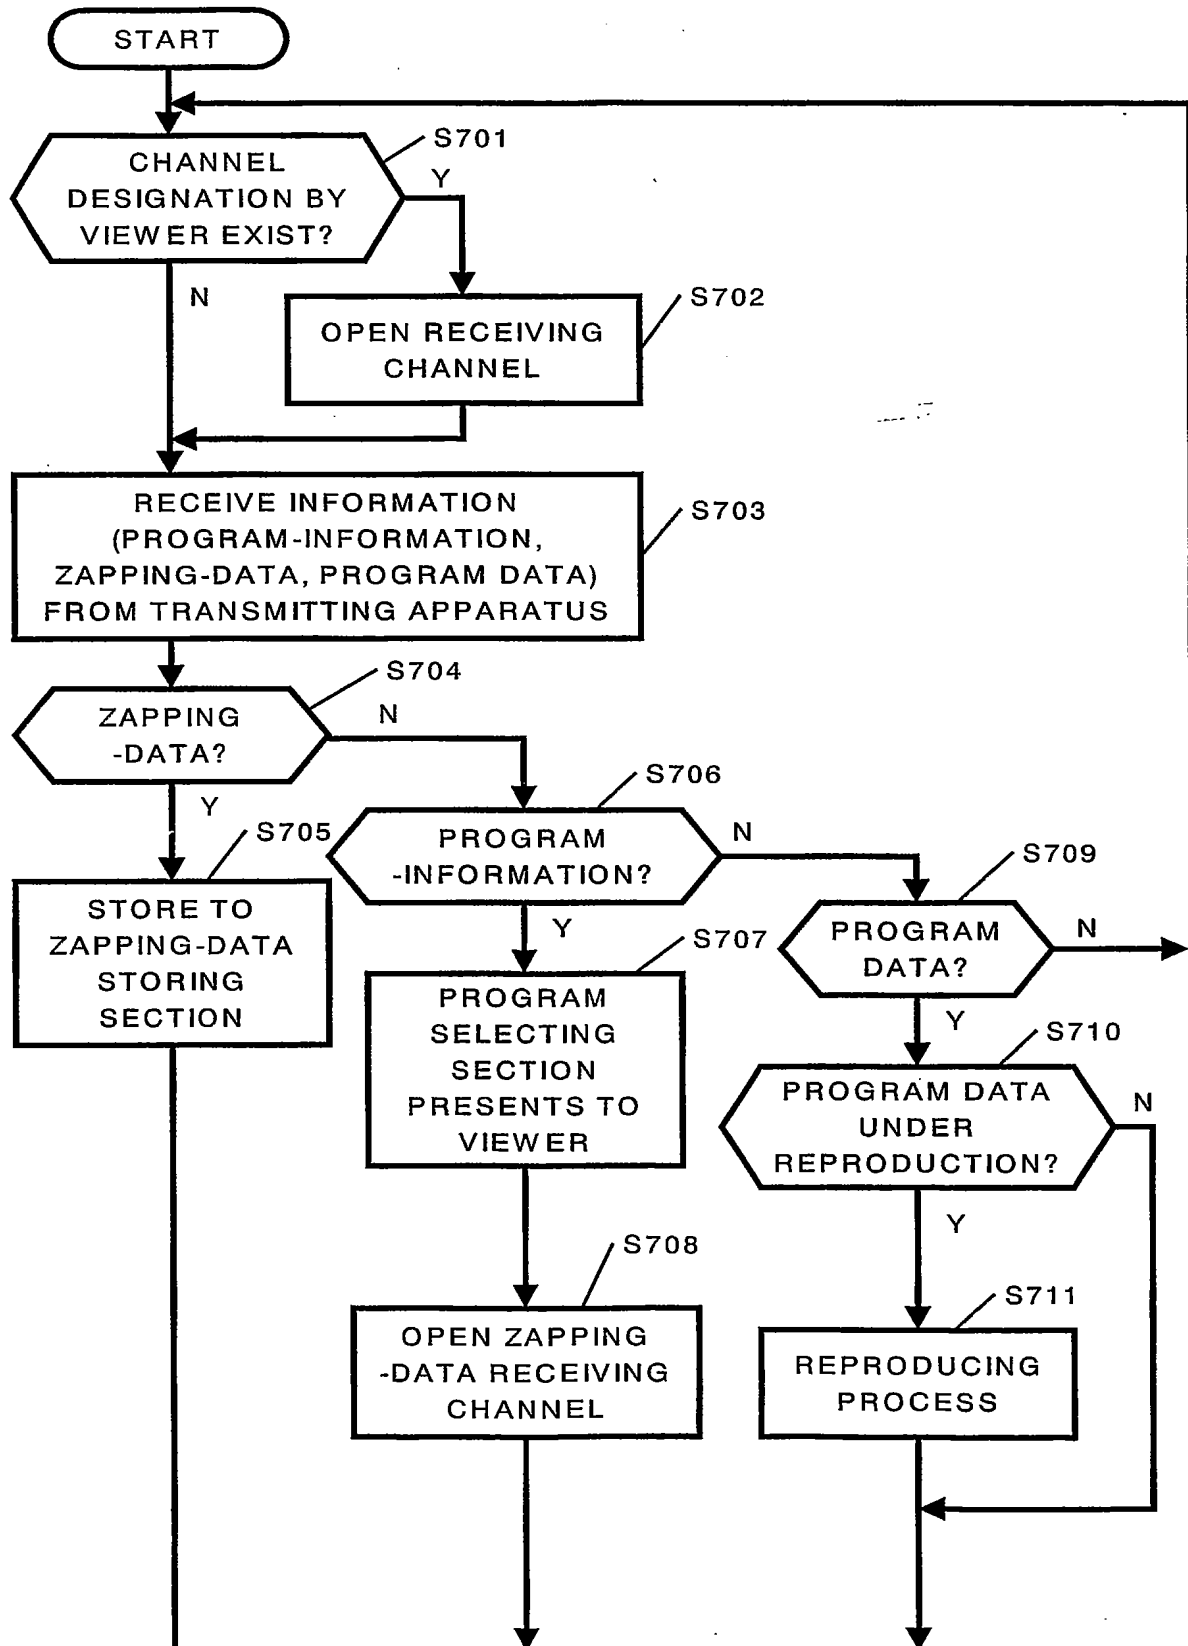 START
S701
CHANNEL
DESIGNATION BY
VIEWER EXIST?
Y
N
S702
OPEN RECEIVING
CHANNEL
RECEIVE INFORMATION
(PROGRAM-INFORMATION,
ZAPPING-DATA, PROGRAM DATA)
FROM TRANSMITTING APPARATUS
S703
S704
ZAPPING
-DATA?
N
Y
S705
STORE TO
ZAPPING-DATA
STORING
SECTION
S706
PROGRAM
-INFORMATION?
N
Y
S707
PROGRAM
SELECTING
SECTION
PRESENTS TO
VIEWER
S708
OPEN ZAPPING
-DATA RECEIVING
CHANNEL
S709
PROGRAM
DATA?
N
Y
S710
PROGRAM DATA
UNDER
REPRODUCTION?
N
Y
S711
REPRODUCING
PROCESS